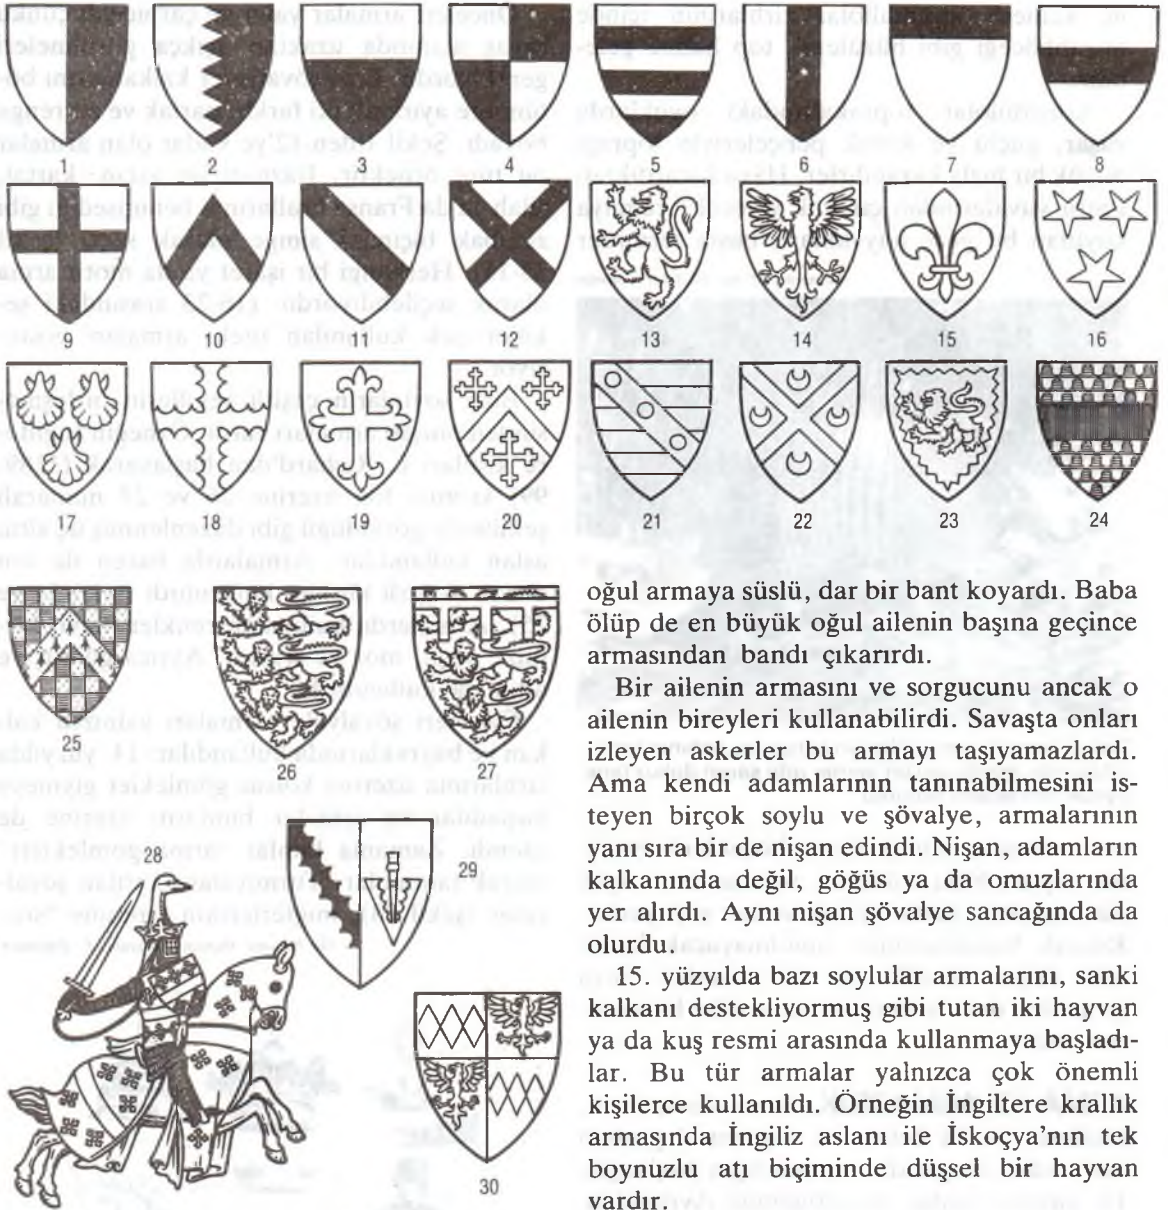 1 2 3 4 5 6 7 8
9 10 11 12 13 14 15 16
17 18 19 20 21 22 23 24
25 26 27
28 29
30
oğul armaya süslü, dar bir bant koyardı. Baba
ölüp de en büyük oğul ailenin başına geçince
armasından bandı çıkarırdı.
Bir ailenin armasını ve sorgucunu ancak o
ailenin bireyleri kullanabilirdi. Savaşta onları
izleyen askerler bu armayı taşıyamazlardı.
Ama kendi adamlarının tanınabilmesini is-
teyen birçok soylu ve şövalye, armalarının
yanı sıra bir de nişan edindi. Nişan, adamların
kalkanında değil, göğüs ya da omuzlarında
yer alırdı. Aynı nişan şövalye sancağında da
olurdu.
15. yüzyılda bazı soylular armalarını, sanki
kalkanı destekliyormuş gibi tutan iki hayvan
ya da kuş resmi arasında kullanmaya başladı-
lar. Bu tür armalar yalnızca çok önemli
kişilerce kullanıldı. Örneğin İngiltere krallık
armasında İngiliz aslanı ile İskoçya'nın tek
boynuzlu atı biçiminde düşsel bir hayvan
vardır.